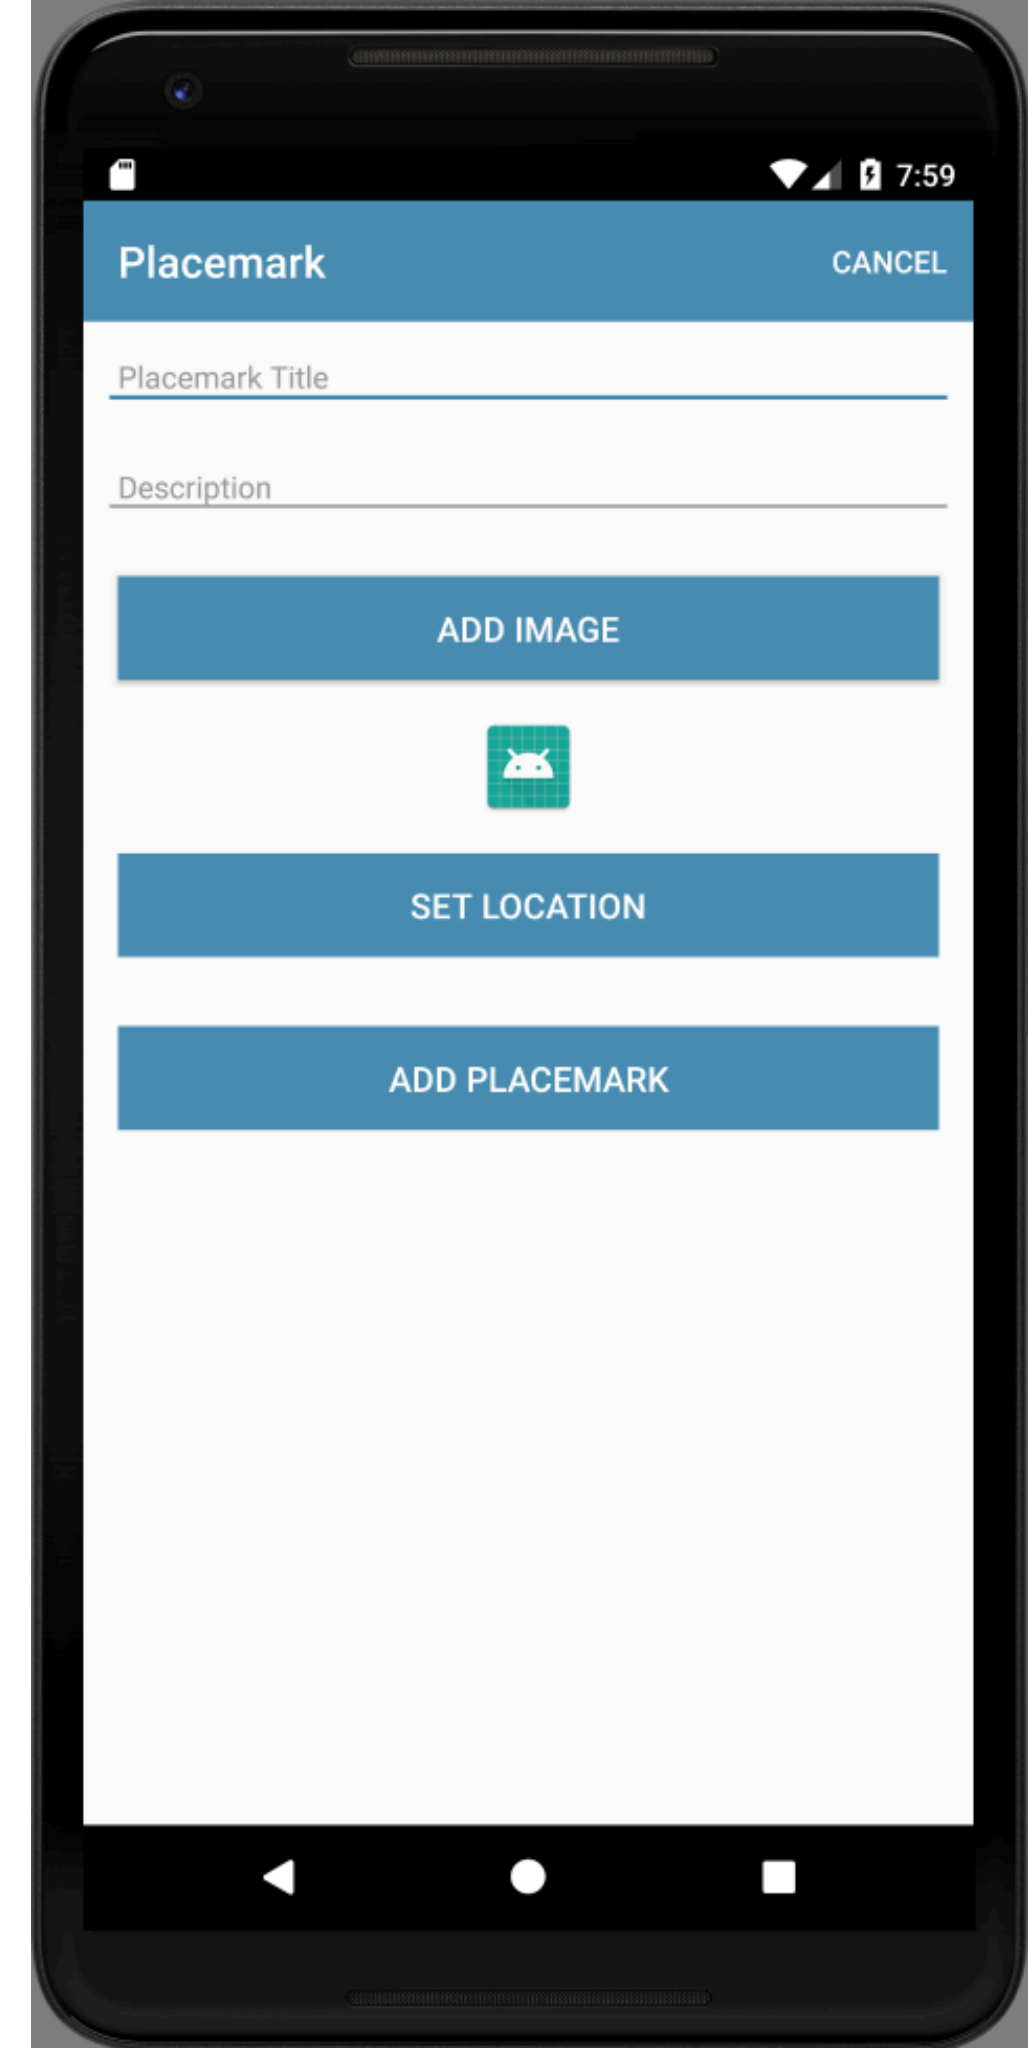 7:59
Placemark CANCEL
Placemark Title
Description
ADD IMAGE
SET LOCATION
ADD PLACEMARK